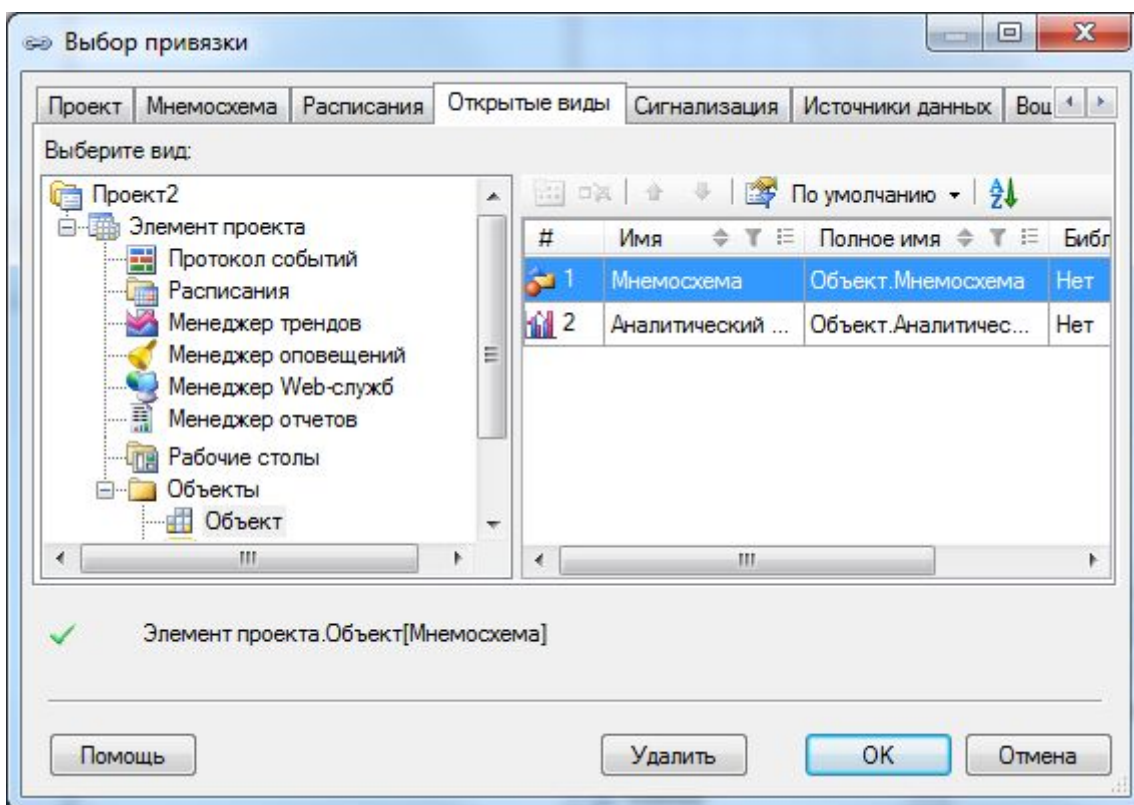 Выбор привязки
Проект Мнемосхема Расписания Открытые виды Сигнализация Источники данных Вош
Выберите вид:
Проект2
Элемент проекта
Протокол событий
Расписания
Менеджер трендов
Менеджер оповещений
Менеджер Web-служб
Менеджер отчетов
Рабочие столы
Объекты
Объект
По умолчанию
# Имя Полное имя Библ
1 Мнемосхема Объект.Мнемосхема Нет
2 Аналитический ... Объект.Аналитичес... Нет
Элемент проекта.Объект[Мнемосхема]
Помощь Удалить OK Отмена